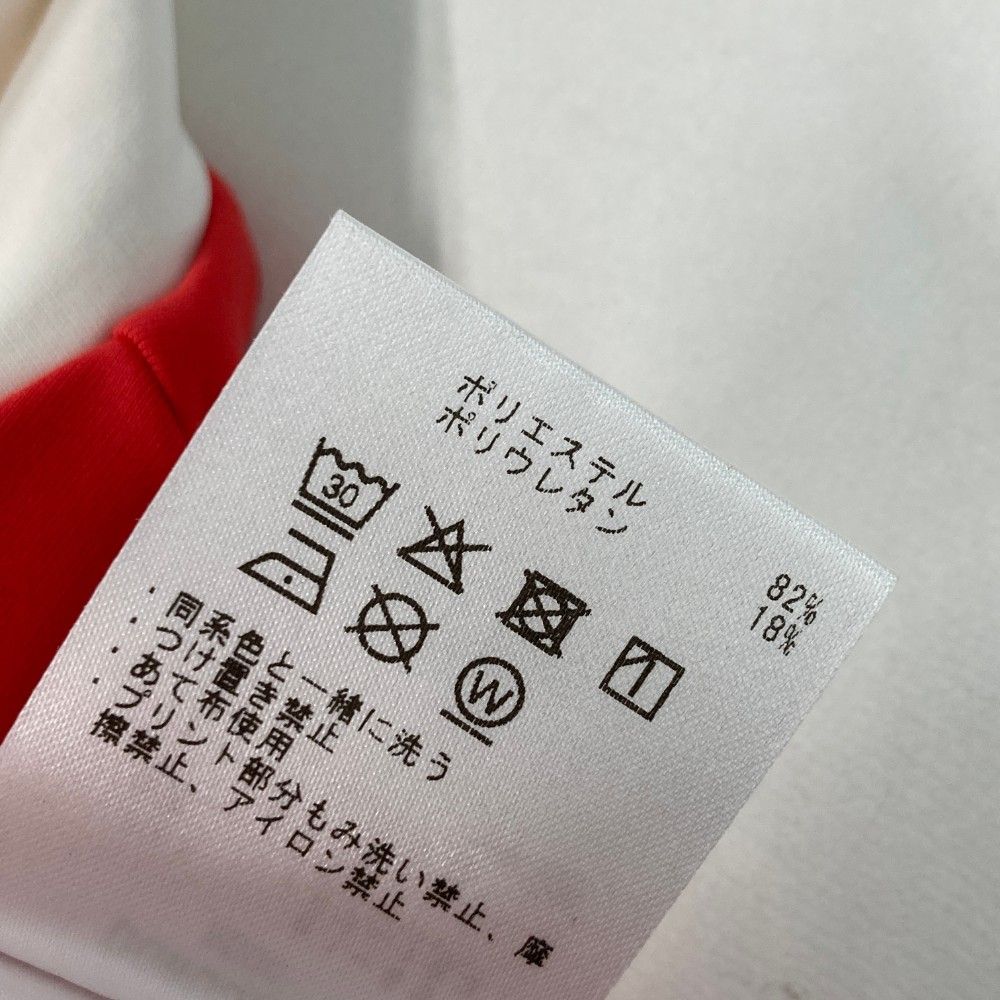 ポリエステル 82%
ポリウレタン 18%
30
W
・同系色と一緒に洗う
・つけ置き禁止
・あて布使用
・プリント部分もみ洗い禁止、摩
擦禁止、アイロン禁止